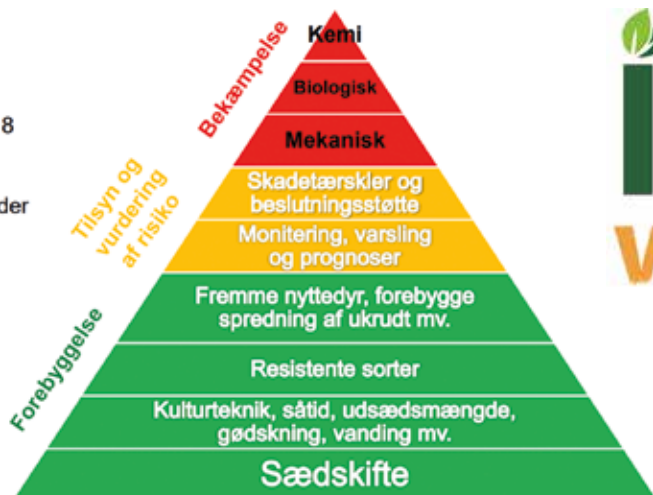 Kemi
Biologisk
Mekanisk
Skadetærskler og
beslutningsstøtte
Monitering, varsling
og prognoser
Fremme nyttedyr, forebygge
spredning af ukrudt mv.
Resistente sorter
Kulturteknik, såtid, udsædsmængde,
gødskning, vanding mv.
Sædskifte
Bekæmpelse
Tilsyn og
vurdering
af risiko
Forebyggelse
8
der